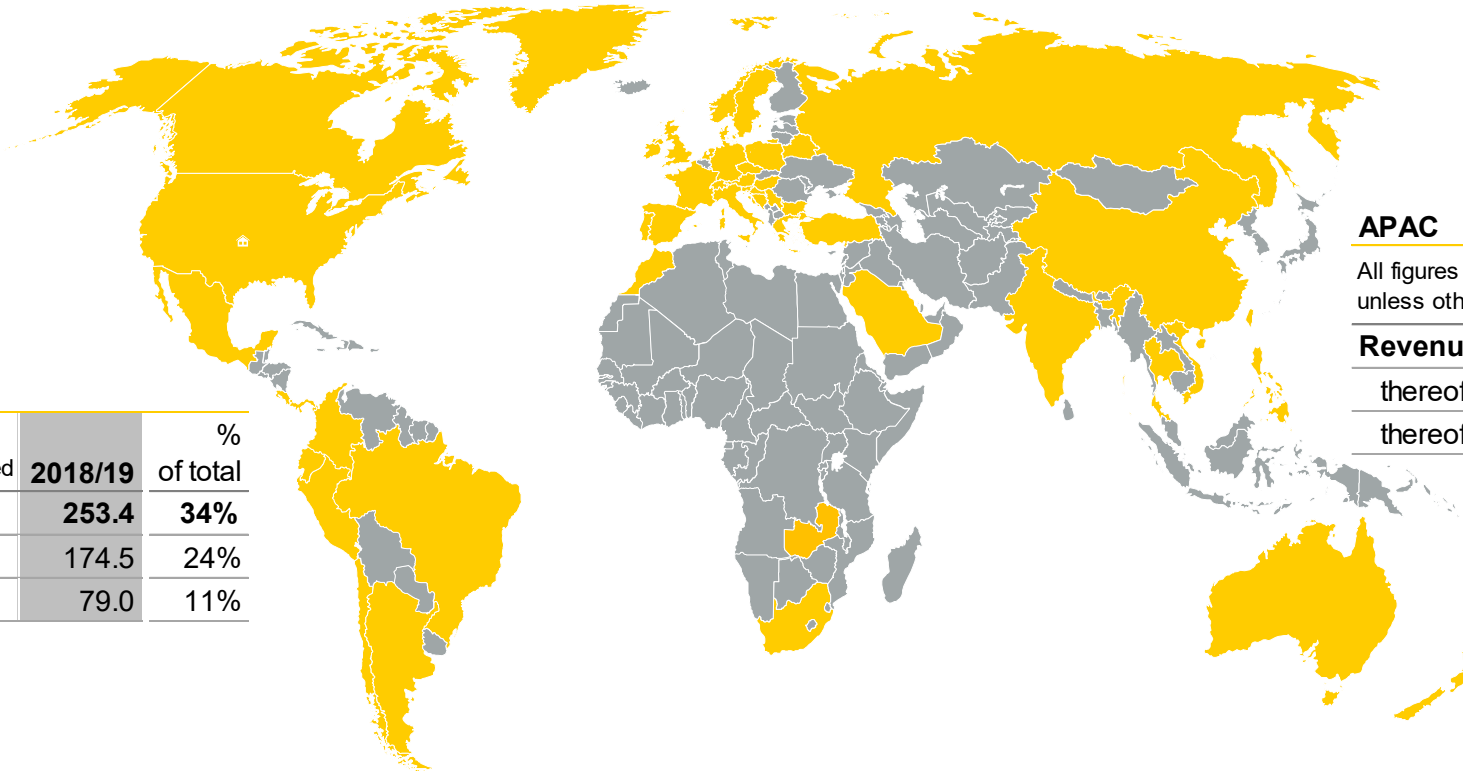 %
ed 2018/19 of total
253.4 34%
174.5 24%
79.0 11%
APAC
All figures
unless oth
Revenu
thereof
thereof